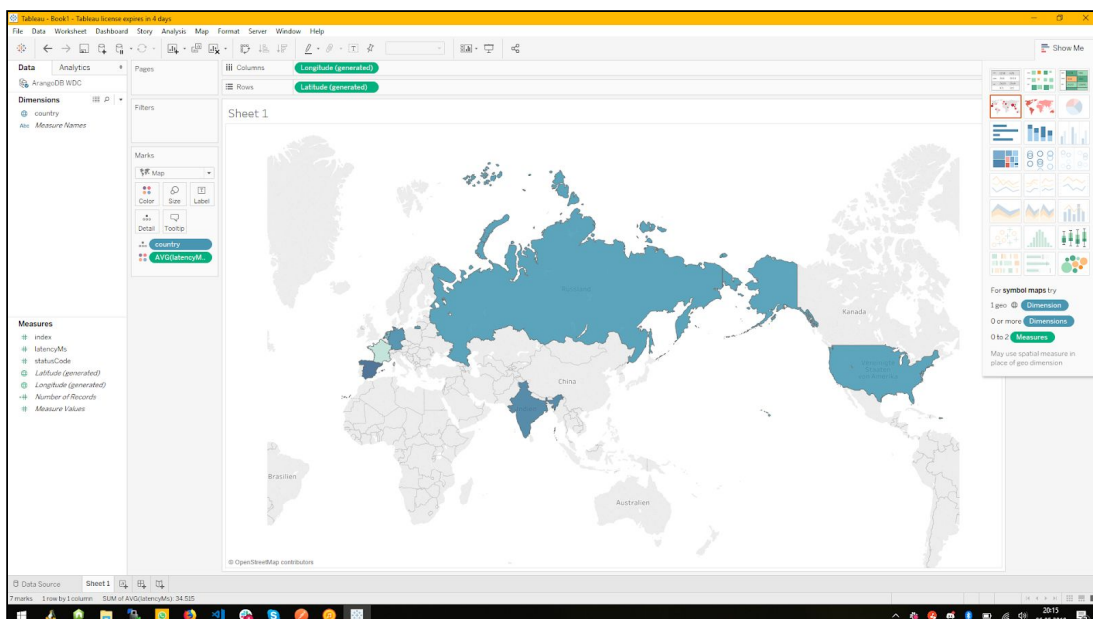 Tableau - Book1 - Tableau license expires in 4 days
File Data Worksheet Dashboard Story Analysis Map Format Server Window Help
Show Me
Data Analytics
ArangoDB WDC
Dimensions
country
Abc Measure Names
Measures
index
latencyMs
statusCode
Latitude (generated)
Longitude (generated)
Number of Records
Measure Values
Pages
Filters
Marks
Map
Color Size Label
Detail Tooltip
country
AVG(latencyM..
Columns Longitude (generated)
Rows Latitude (generated)
Sheet 1
Kanada
China
Brasilien
Australien
© OpenStreetMap contributors
For symbol maps try
1 geo Dimension
0 or more Dimensions
0 to 2 Measures
May use spatial measure in
place of geo dimension
Data Source Sheet 1
7 marks 1 row by 1 column SUM of AVG(latencyMs): 34.515
20:15